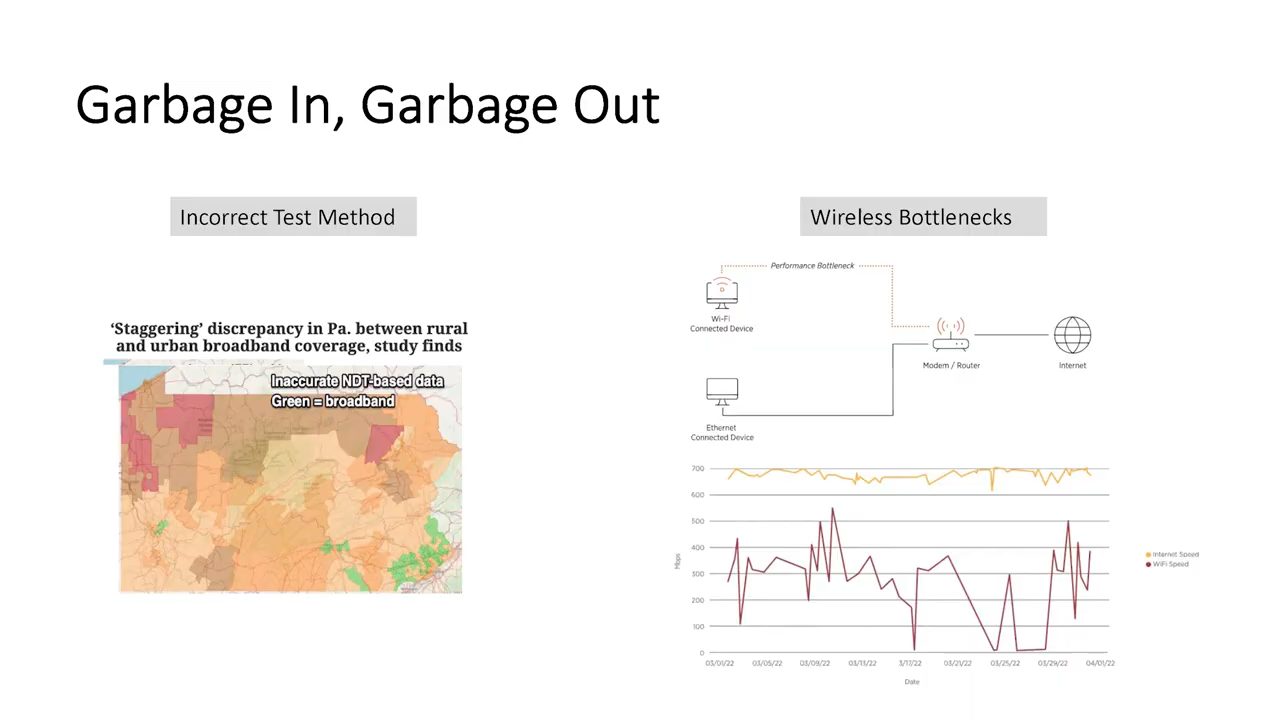 Garbage In, Garbage Out
Incorrect Test Method
‘Staggering’ discrepancy in Pa. between rural
and urban broadband coverage, study finds
Inaccurate NDT-based data
Green = broadband
Wireless Bottlenecks
Performance Bottleneck
Wi-Fi
Connected Device
Modem / Router
Internet
Ethernet
Connected Device
700
600
500
400
300
200
100
0
Mbps
03/01/22 03/05/22 03/09/22 03/13/22 3/17/22 03/21/22 03/25/22 03/29/22 04/01/22
Date
Internet Speed
WiFi Speed